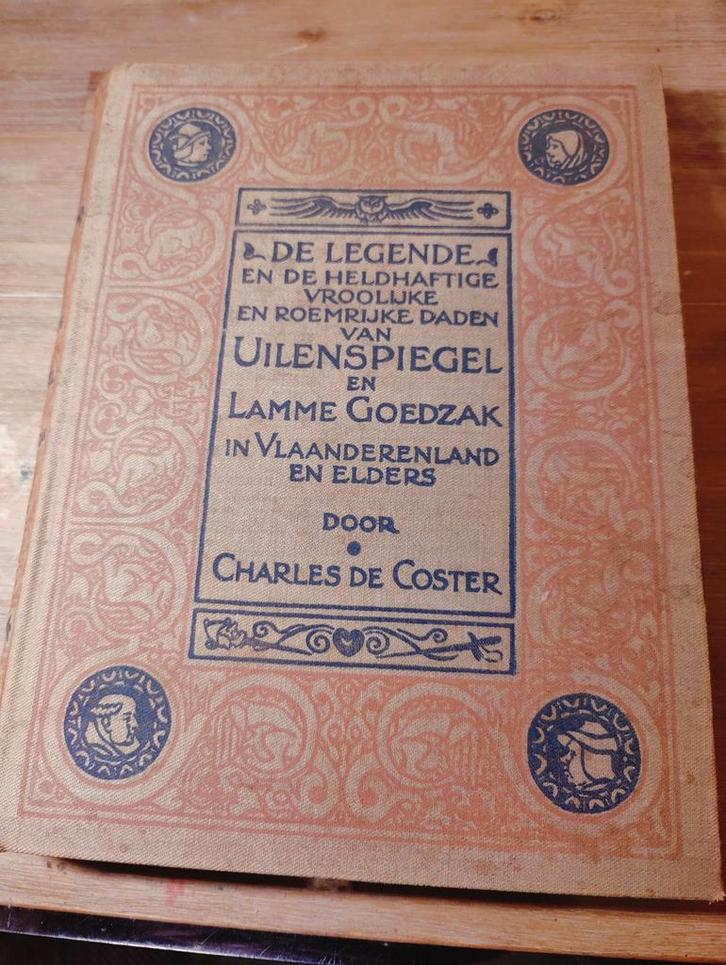 DE LEGENDE
EN DE HELDHAFTIGE
VROOLIJKE
EN ROEMRIJKE DADEN
VAN
UILENSPIEGEL
EN
LAMME GOEDZAK
IN VLAANDERENLAND
EN ELDERS
DOOR
CHARLES DE COSTER